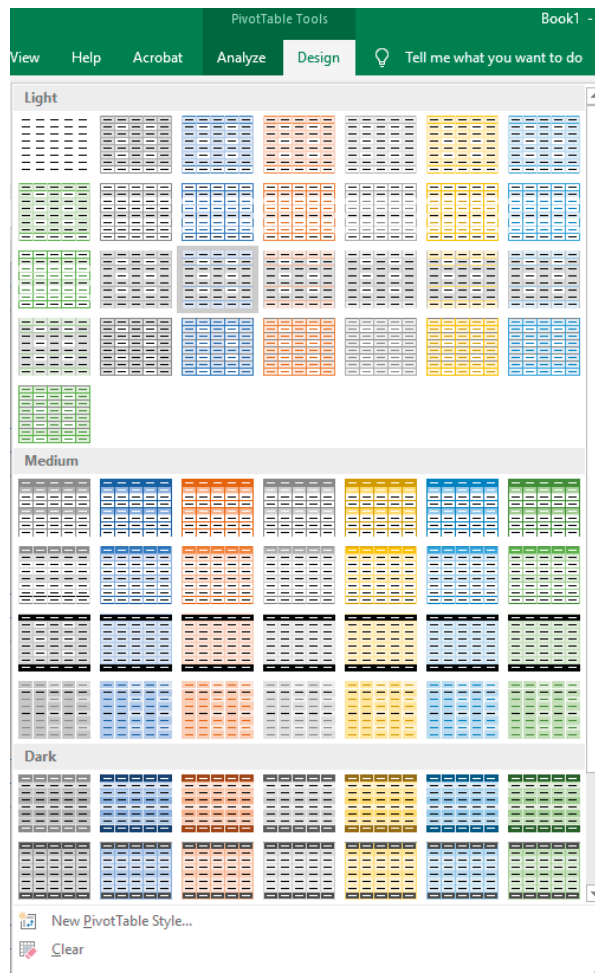 PivotTable Tools Book1 -
View Help Acrobat Analyze Design Tell me what you want to do
Light
Medium
Dark
New PivotTable Style...
Clear